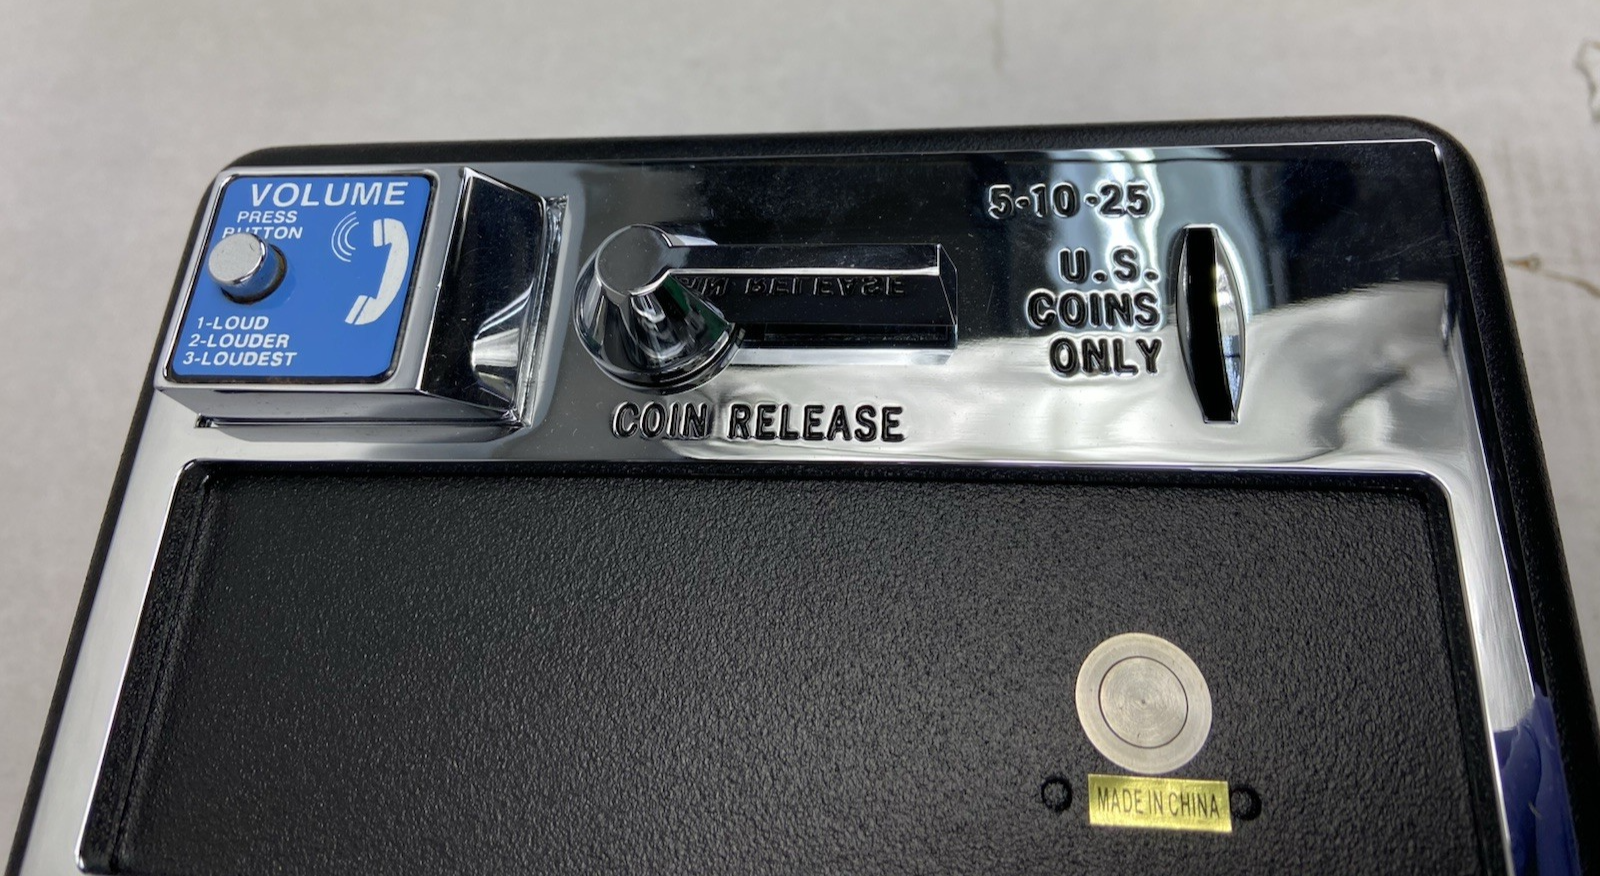 VOLUME
PRESS
BUTTON
1-LOUD
2-LOUDER
3-LOUDEST
COIN RELEASE
5·10·25
U.S.
COINS
ONLY
MADE IN CHINA